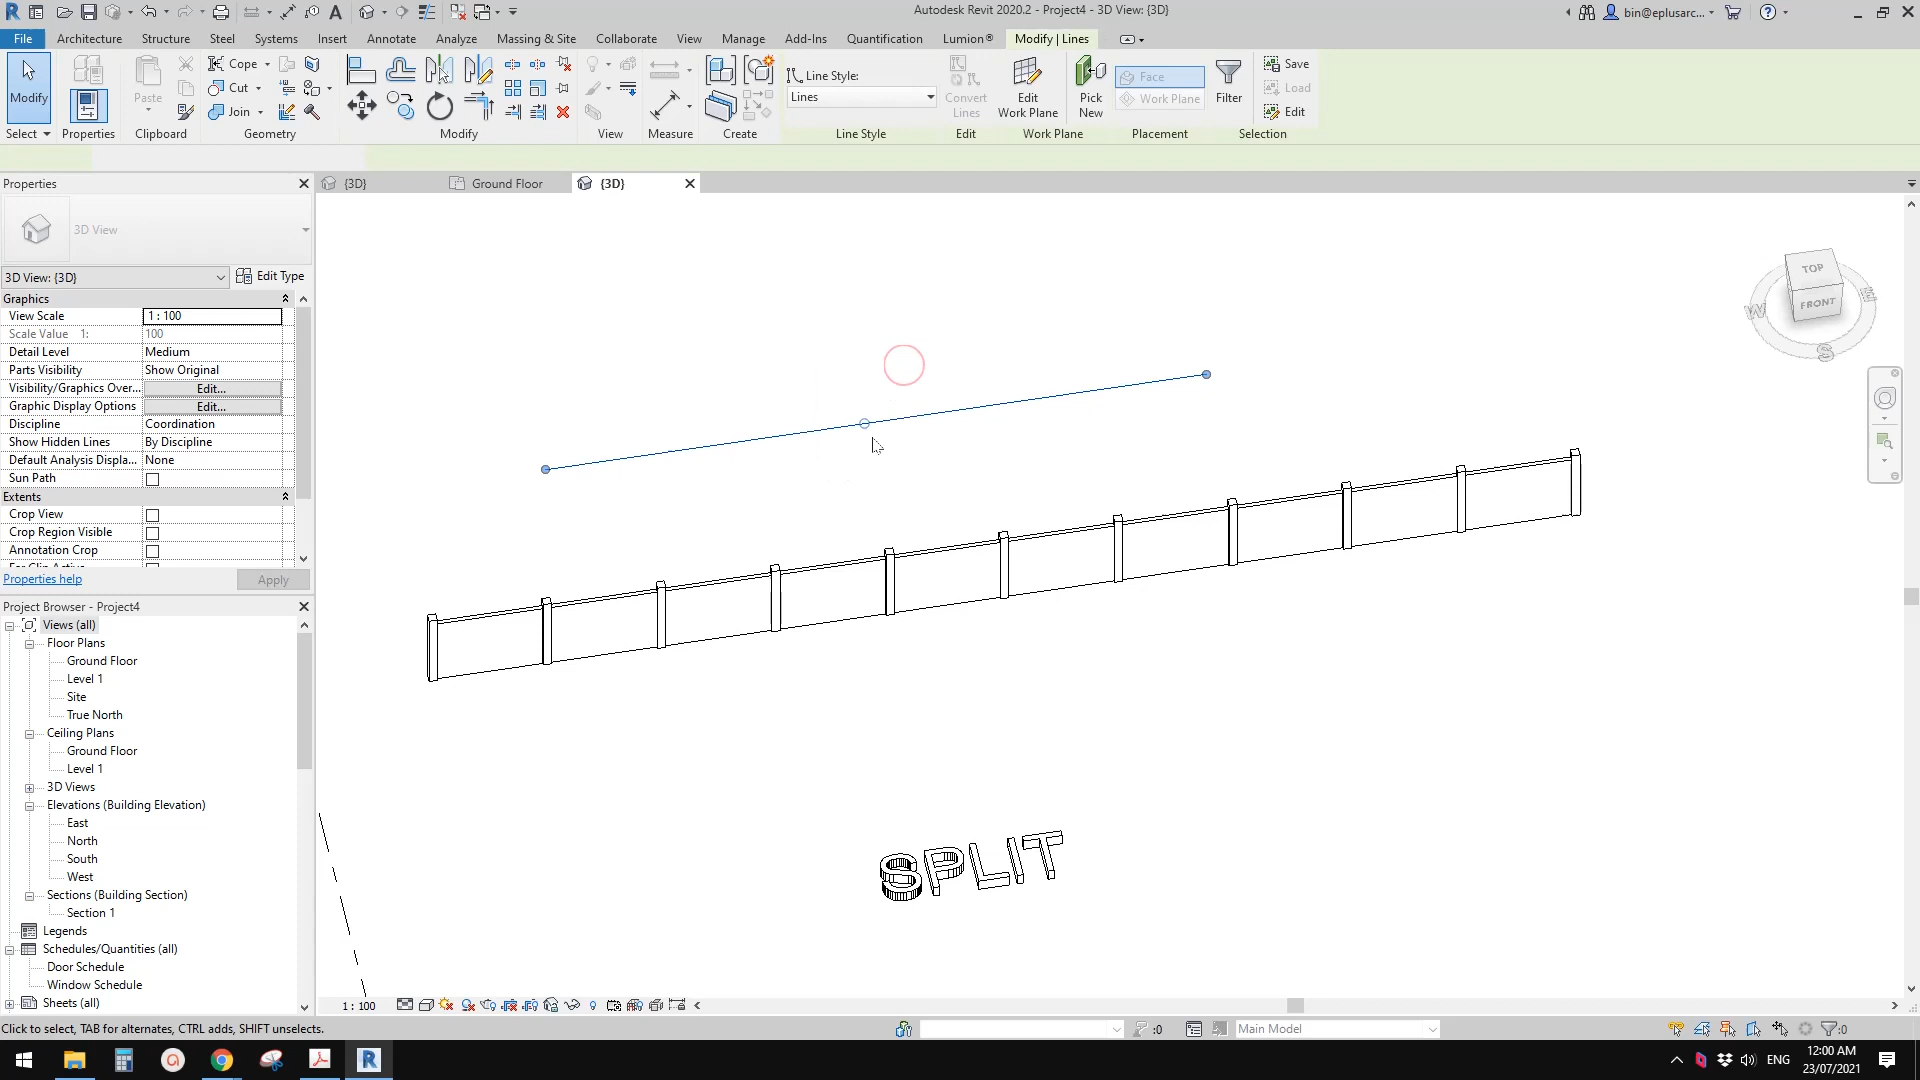 Autodesk Revit 2020.2 - Project4 - 3D View: {3D}
bin@eplusarc...
File Architecture Structure Steel Systems Insert Annotate Analyze Massing & Site Collaborate View Manage Add-Ins Quantification Lumion® Modify | Lines
Modify
Paste
Cope
Cut
Join
Line Style:
Lines
Convert Lines
Edit Work Plane
Pick New
Face
Work Plane
Filter
Save
Load
Edit
Select Properties Clipboard Geometry Modify View Measure Create Line Style Edit Work Plane Placement Selection
Properties
{3D} Ground Floor {3D}
3D View
3D View: {3D} Edit Type
Graphics
View Scale 1 : 100
Scale Value 1: 100
Detail Level Medium
Parts Visibility Show Original
Visibility/Graphics Over... Edit...
Graphic Display Options Edit...
Discipline Coordination
Show Hidden Lines By Discipline
Default Analysis Displa... None
Sun Path
Extents
Crop View
Crop Region Visible
Annotation Crop
Properties help Apply
Project Browser - Project4
Views (all)
Floor Plans
Ground Floor
Level 1
Site
True North
Ceiling Plans
Ground Floor
Level 1
3D Views
Elevations (Building Elevation)
East
North
South
West
Sections (Building Section)
Section 1
Legends
Schedules/Quantities (all)
Door Schedule
Window Schedule
Sheets (all)
TOP
FRONT
W
E
S
SPLIT
1 : 100
Click to select, TAB for alternates, CTRL adds, SHIFT unselects.
:0
Main Model
:0
ENG
12:00 AM
23/07/2021